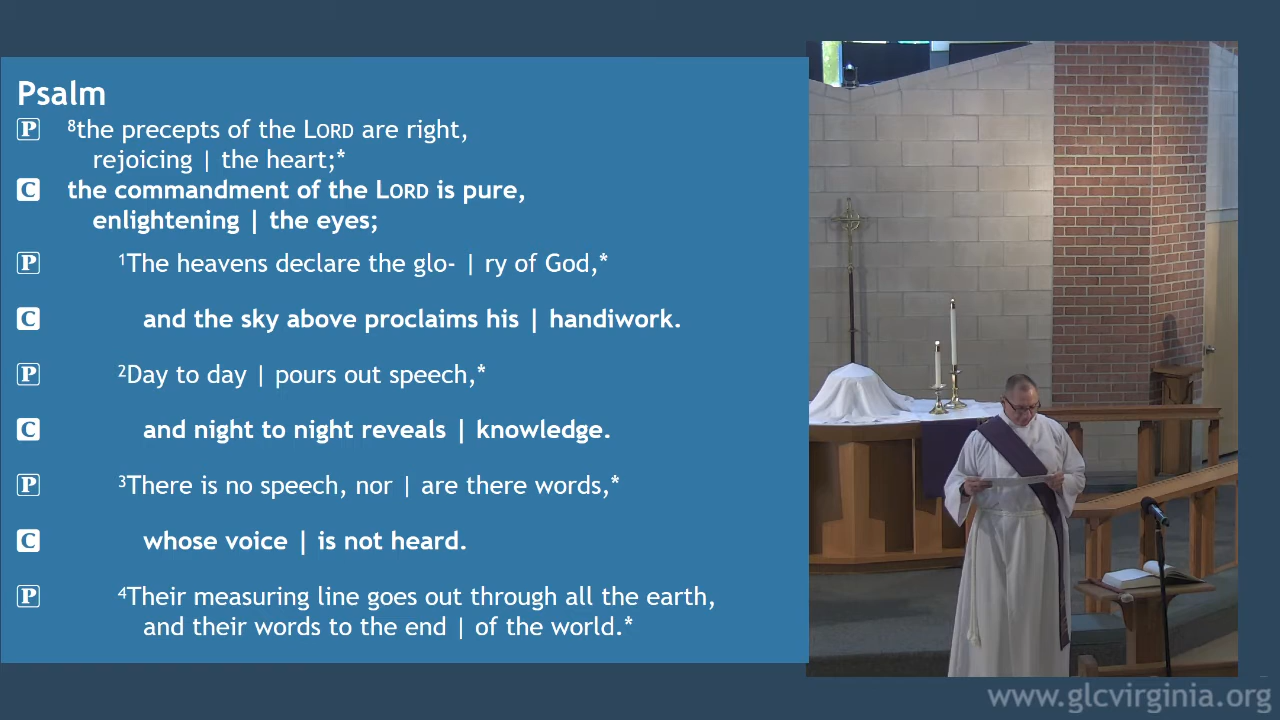 Psalm
P ⁸the precepts of the LORD are right,
rejoicing | the heart;*
C the commandment of the LORD is pure,
enlightening | the eyes;
P ¹The heavens declare the glo- | ry of God,*
C and the sky above proclaims his | handiwork.
P ²Day to day | pours out speech,*
C and night to night reveals | knowledge.
P ³There is no speech, nor | are there words,*
C whose voice | is not heard.
P ⁴Their measuring line goes out through all the earth,
and their words to the end | of the world.*
www.glcvirginia.org